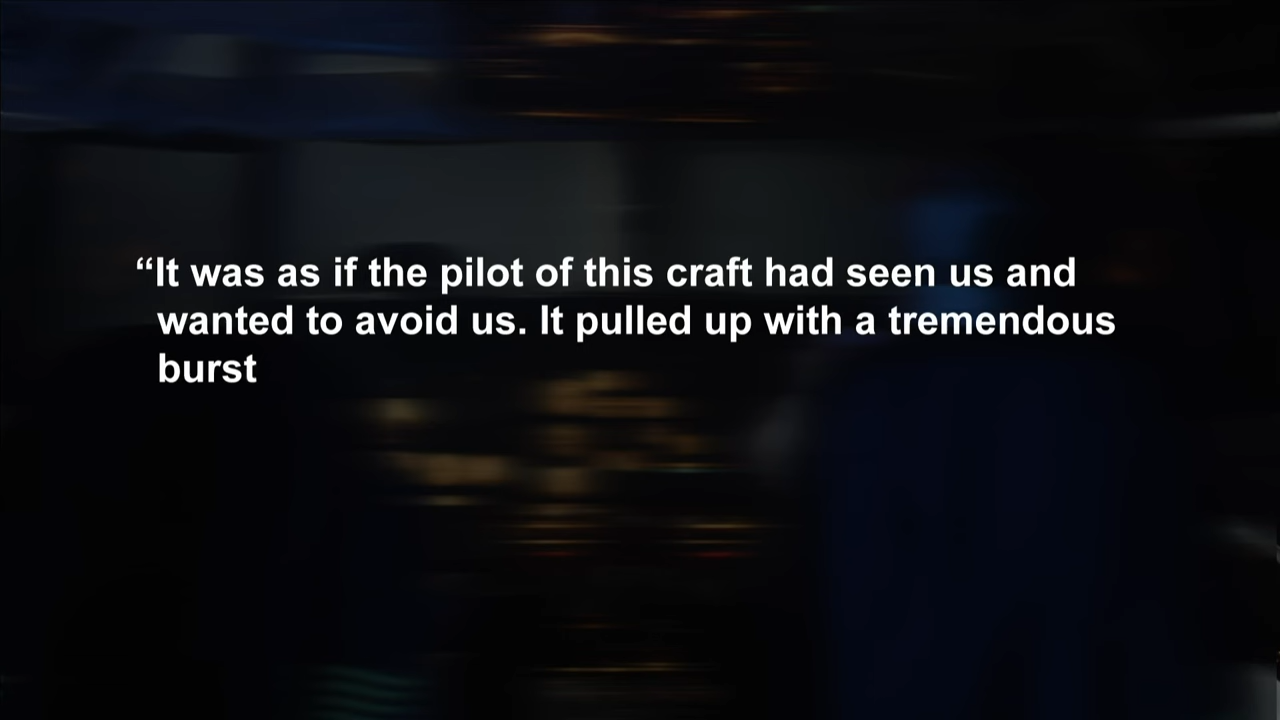 “It was as if the pilot of this craft had seen us and
wanted to avoid us. It pulled up with a tremendous
burst